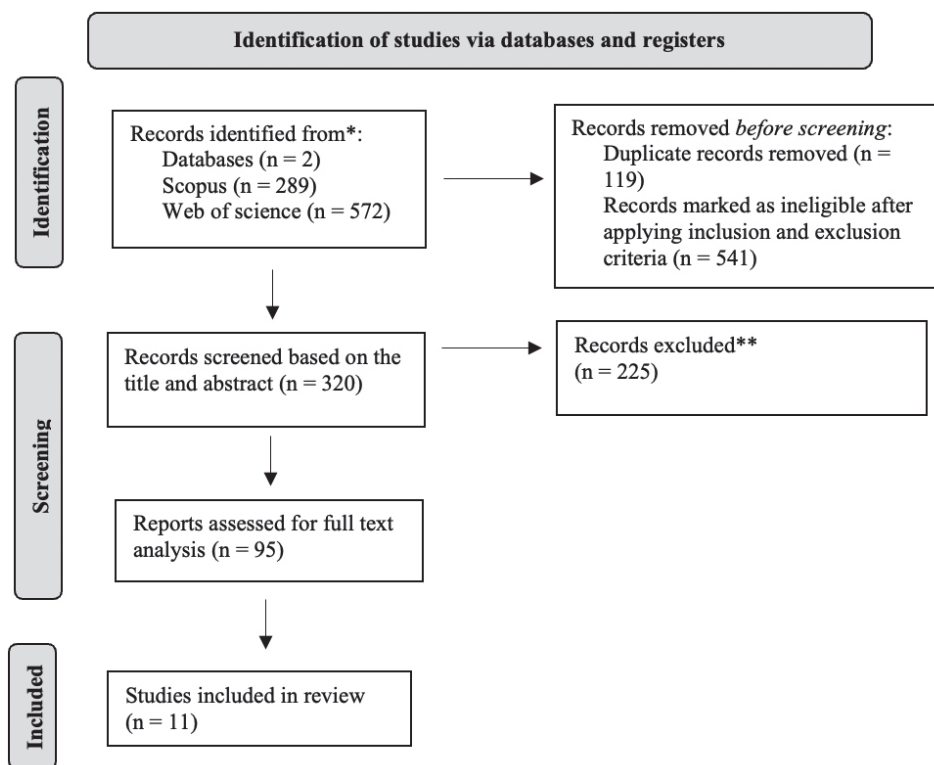 Identification of studies via databases and registers
Identification
Records identified from*:
Databases (n = 2)
Scopus (n = 289)
Web of science (n = 572)
Records removed before screening:
Duplicate records removed (n =
119)
Records marked as ineligible after
applying inclusion and exclusion
criteria (n = 541)
Screening
Records screened based on the
title and abstract (n = 320)
Records excluded**
(n = 225)
Reports assessed for full text
analysis (n = 95)
Included
Studies included in review
(n = 11)